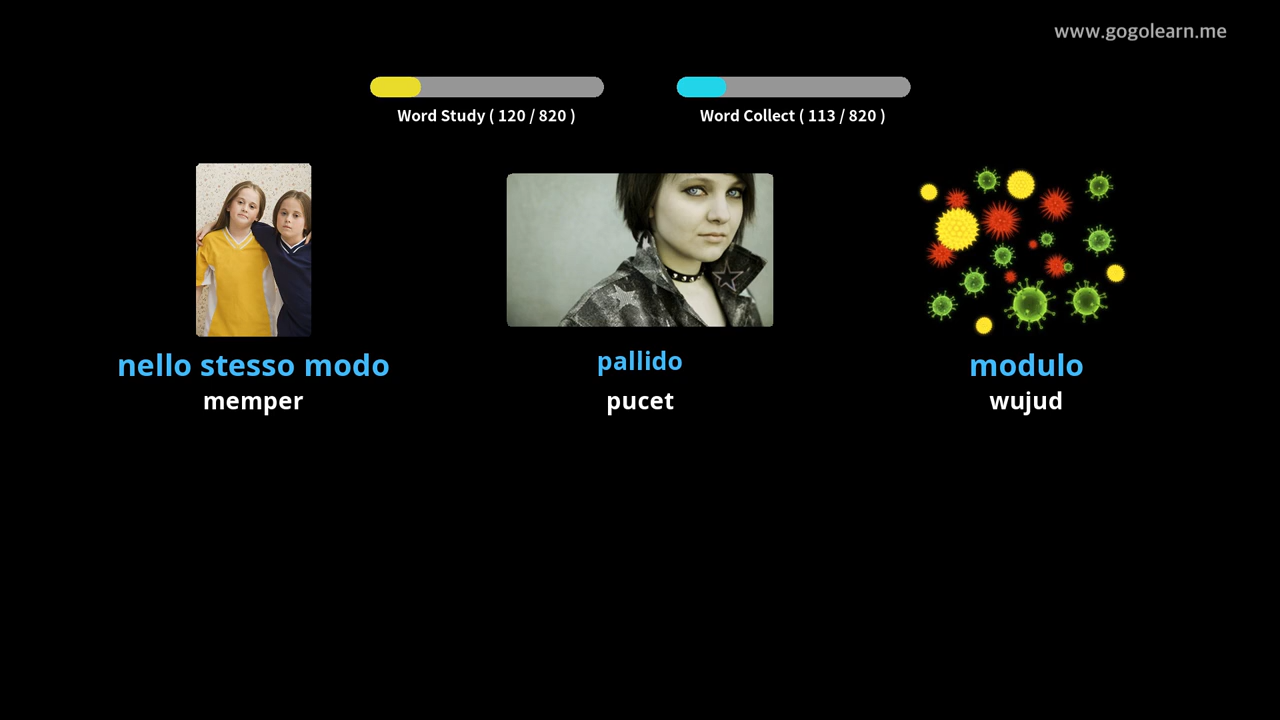 www.gogolearn.me
Word Study ( 120 / 820 )
Word Collect ( 113 / 820 )
nello stesso modo
memper
pallido
pucet
modulo
wujud